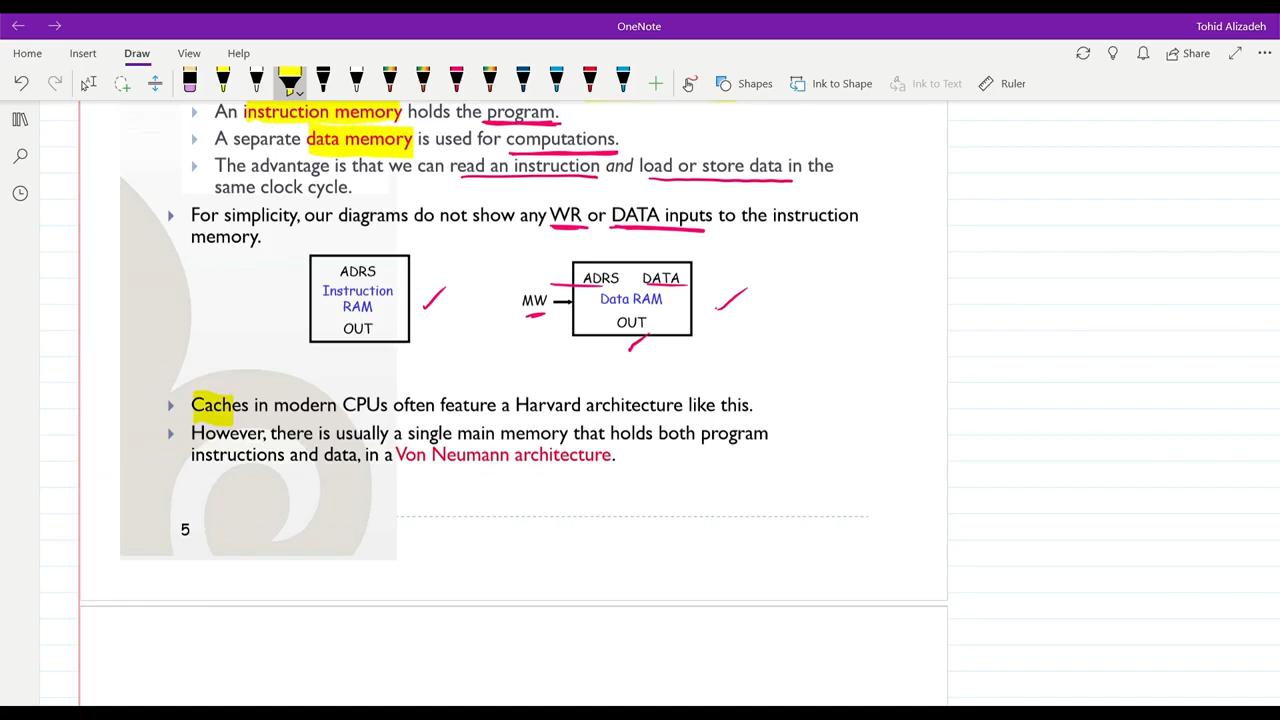 OneNote
Tohid Alizadeh
Home
Insert
Draw
View
Help
Share
Shapes
Ink to Shape
Ink to Text
Ruler
An instruction memory holds the program.
A separate data memory is used for computations.
The advantage is that we can read an instruction and load or store data in the
same clock cycle.
For simplicity, our diagrams do not show any WR or DATA inputs to the instruction
memory.
ADRS
Instruction
RAM
OUT
MW
ADRS DATA
Data RAM
OUT
Caches in modern CPUs often feature a Harvard architecture like this.
However, there is usually a single main memory that holds both program
instructions and data, in a Von Neumann architecture.
5